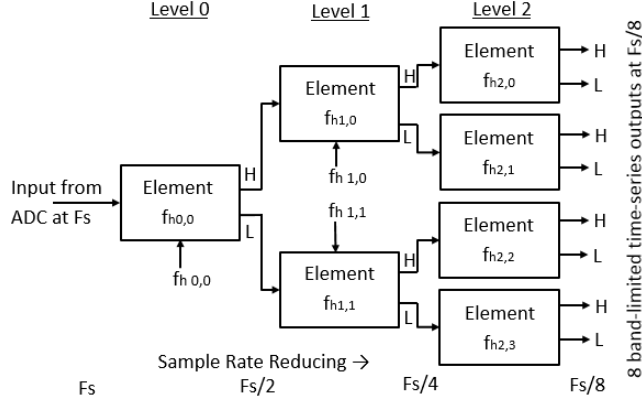 Level 0
Level 1
Level 2
Element
fh2,0
H
L
Element
fh1,0
H
L
Element
fh2,1
H
L
fh 1,0
Input from
ADC at Fs
Element
fh0,0
H
L
fh 0,0
fh 1,1
Element
fh1,1
H
L
Element
fh2,2
H
L
Element
fh2,3
H
L
Sample Rate Reducing →
Fs
Fs/2
Fs/4
Fs/8
8 band-limited time-series outputs at Fs/8